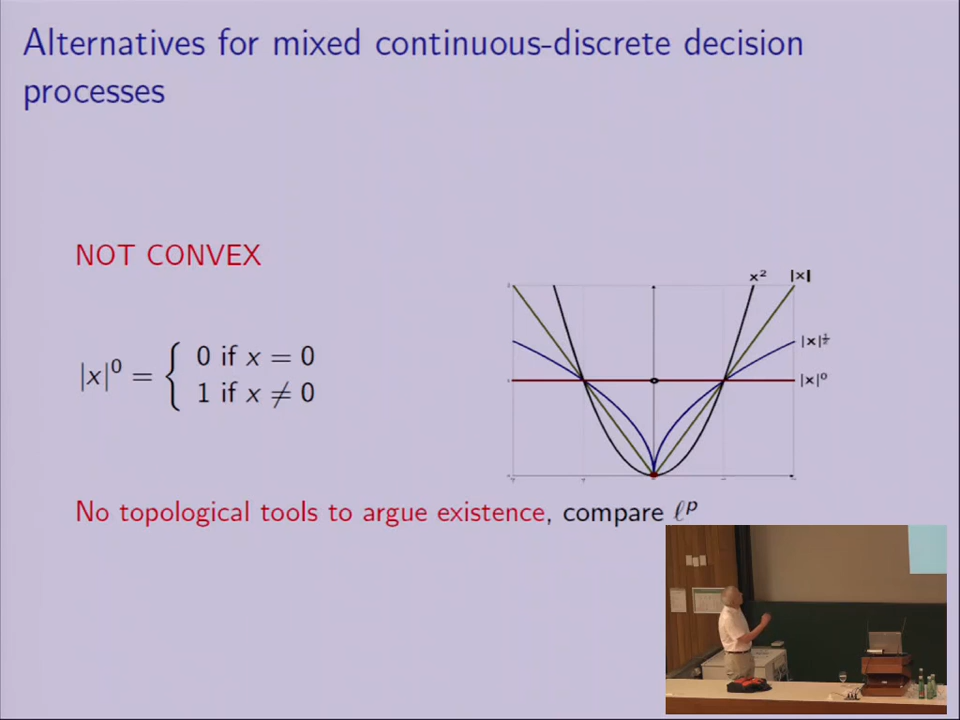 Alternatives for mixed continuous-discrete decision
processes
NOT CONVEX
x² |x|
|x|^½
|x|⁰
|x|⁰ = { 0 if x = 0
1 if x ≠ 0
No topological tools to argue existence, compare ℓᵖ